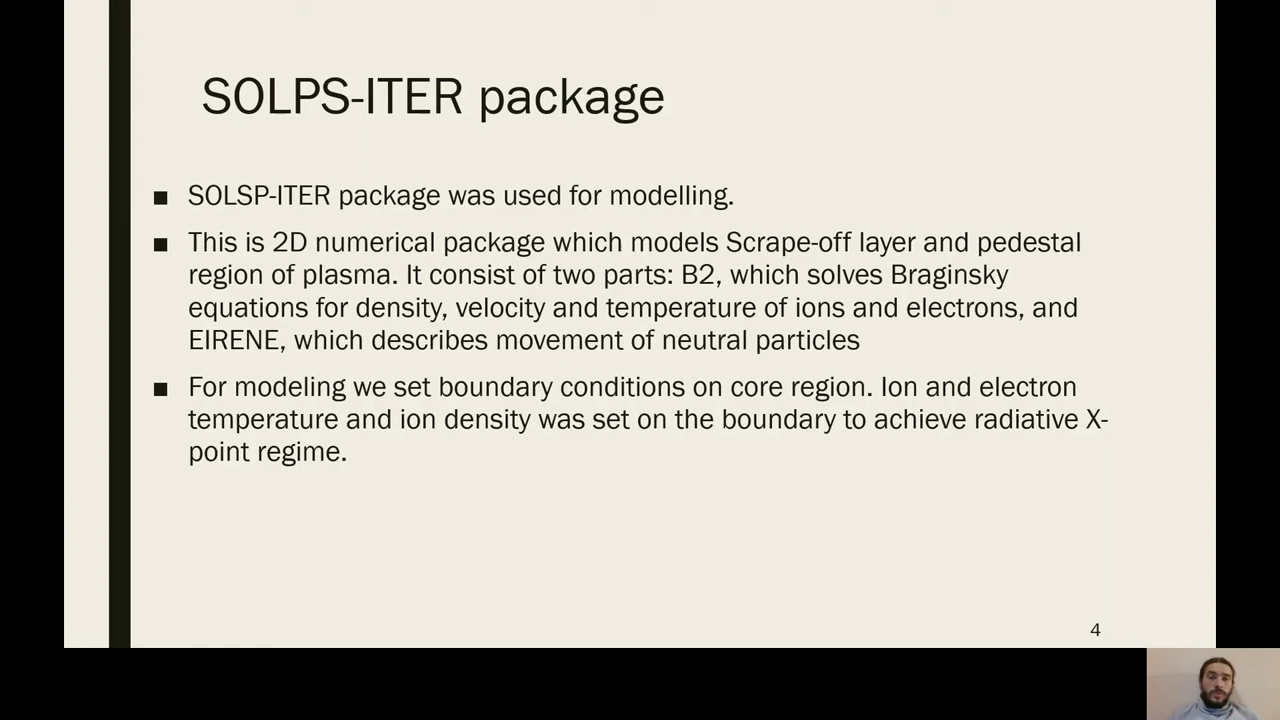 SOLPS-ITER package
■ SOLSP-ITER package was used for modelling.
■ This is 2D numerical package which models Scrape-off layer and pedestal
region of plasma. It consist of two parts: B2, which solves Braginsky
equations for density, velocity and temperature of ions and electrons, and
EIRENE, which describes movement of neutral particles
■ For modeling we set boundary conditions on core region. Ion and electron
temperature and ion density was set on the boundary to achieve radiative X-
point regime.
4